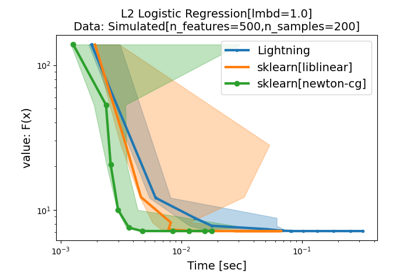 L2 Logistic Regression[lmbd=1.0]
Data: Simulated[n_features=500,n_samples=200]
Lightning
sklearn[liblinear]
sklearn[newton-cg]
value: F(x)
10²
10¹
10⁻³
10⁻²
10⁻¹
Time [sec]